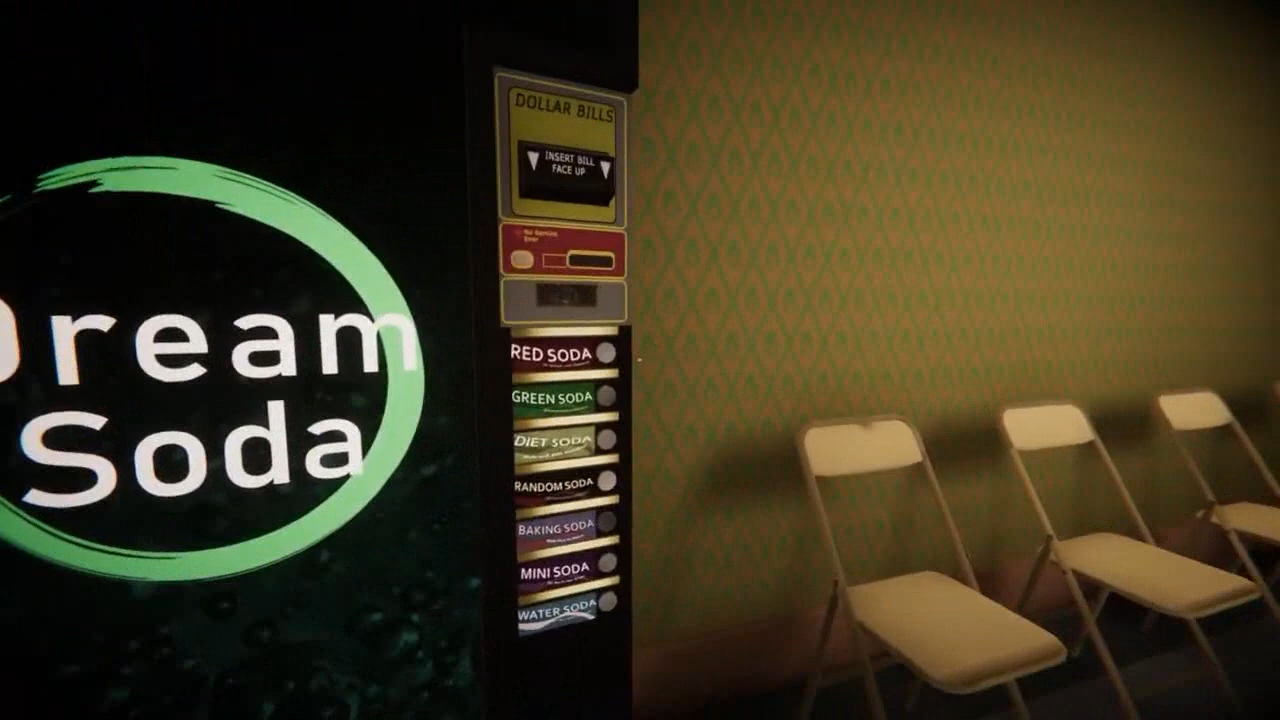 Dream
Soda
DOLLAR BILLS
INSERT BILL
FACE UP
RED SODA
GREEN SODA
DIET SODA
RANDOM SODA
BAKING SODA
MINI SODA
WATER SODA